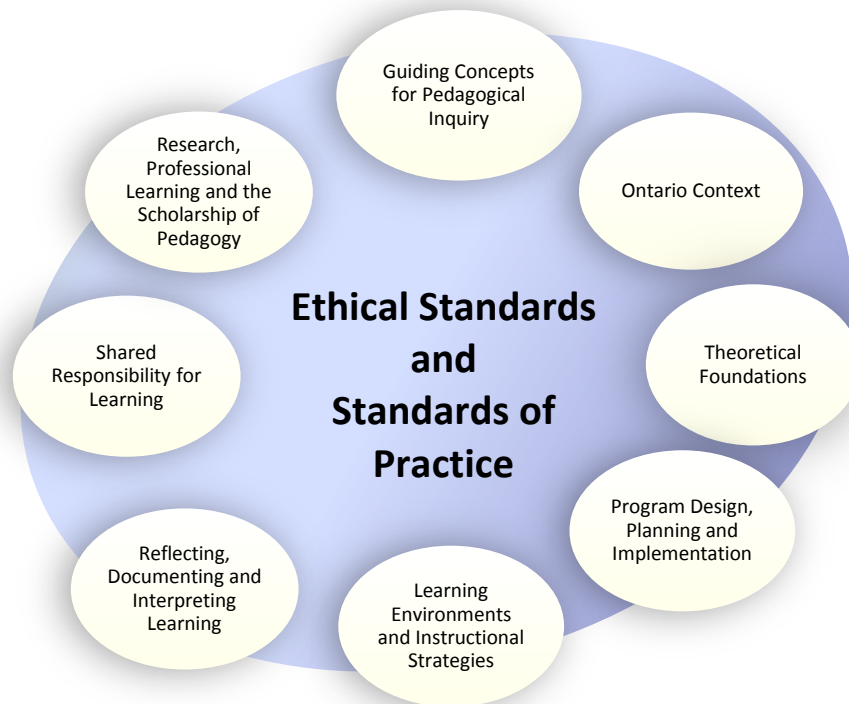 Guiding Concepts
for Pedagogical
Inquiry
Ontario Context
Theoretical
Foundations
Program Design,
Planning and
Implementation
Learning
Environments
and Instructional
Strategies
Reflecting,
Documenting and
Interpreting
Learning
Shared
Responsibility for
Learning
Research,
Professional
Learning and the
Scholarship of
Pedagogy
Ethical Standards
and
Standards of
Practice